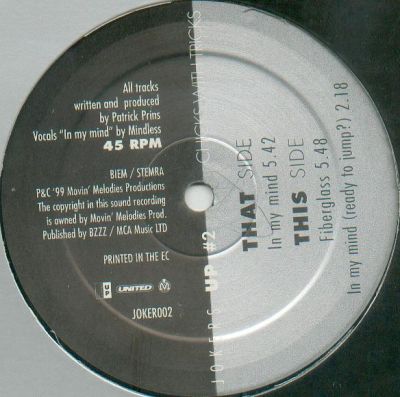 All tracks
written and produced
by Patrick Prins
Vocals "In my mind" by Mindless
45 RPM
BIEM / STEMRA
P&C '99 Movin' Melodies Productions
The copyright in this sound recording
is owned by Movin' Melodies Prod.
Published by BZZZ / MCA Music LTD
PRINTED IN THE EC
UP UNITED M
JOKER002
JOKERS UP #2 CLICKS WITH TRICKS
THAT SIDE
In my mind 5.42
THIS SIDE
Fiberglass 5.48
In my mind (ready to jump?) 2.18